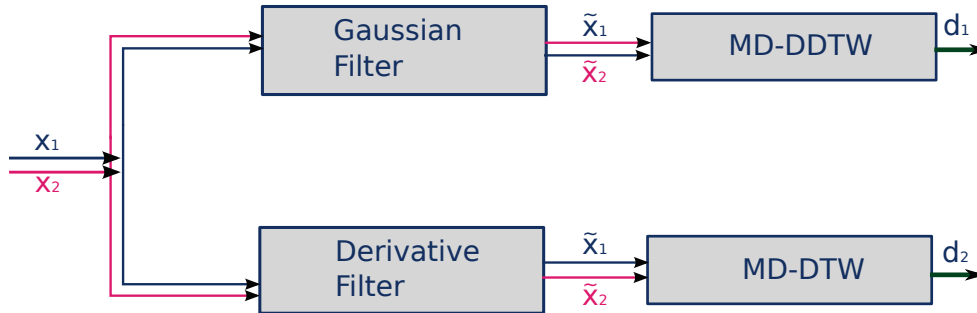 Gaussian
Filter
x̃₁
x̃₂
MD-DDTW
d₁
x₁
x₂
Derivative
Filter
x̃₁
x̃₂
MD-DTW
d₂